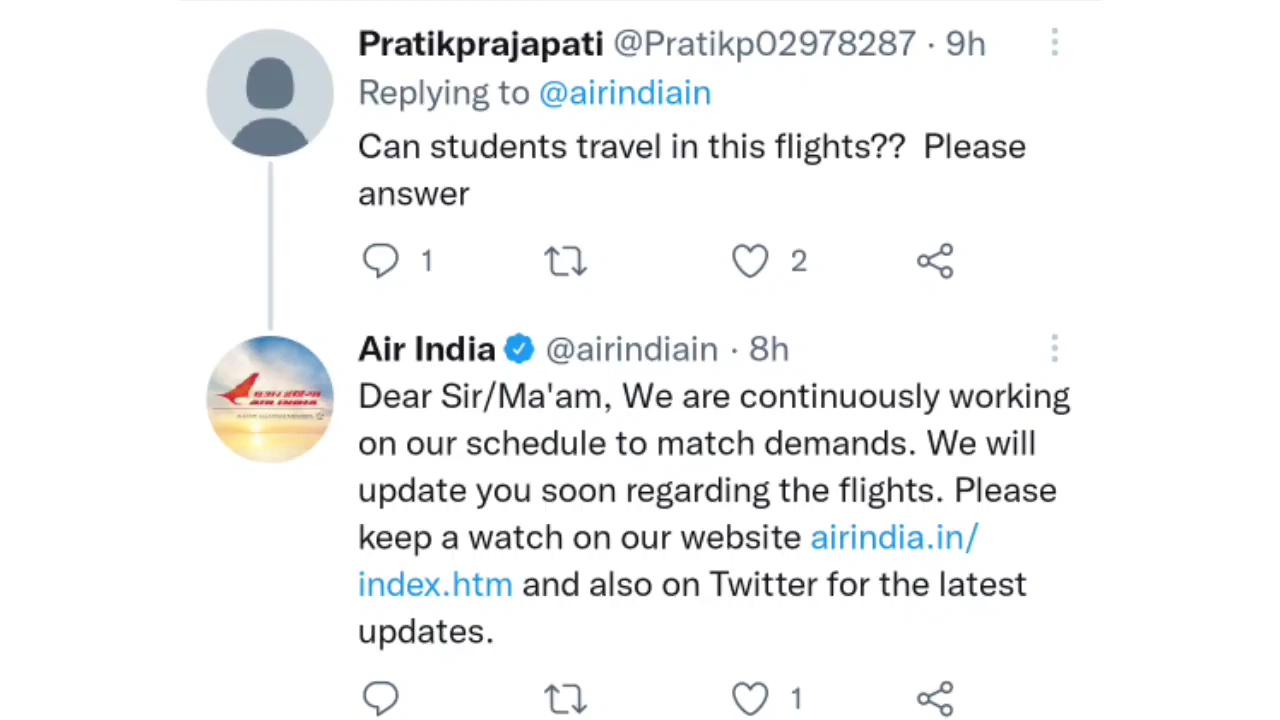 Pratikprajapati @Pratikp02978287 · 9h
Replying to @airindiain
Can students travel in this flights??  Please
answer
1 2
Air India @airindiain · 8h
Dear Sir/Ma'am, We are continuously working
on our schedule to match demands. We will
update you soon regarding the flights. Please
keep a watch on our website airindia.in/
index.htm and also on Twitter for the latest
updates.
1
AIR INDIA